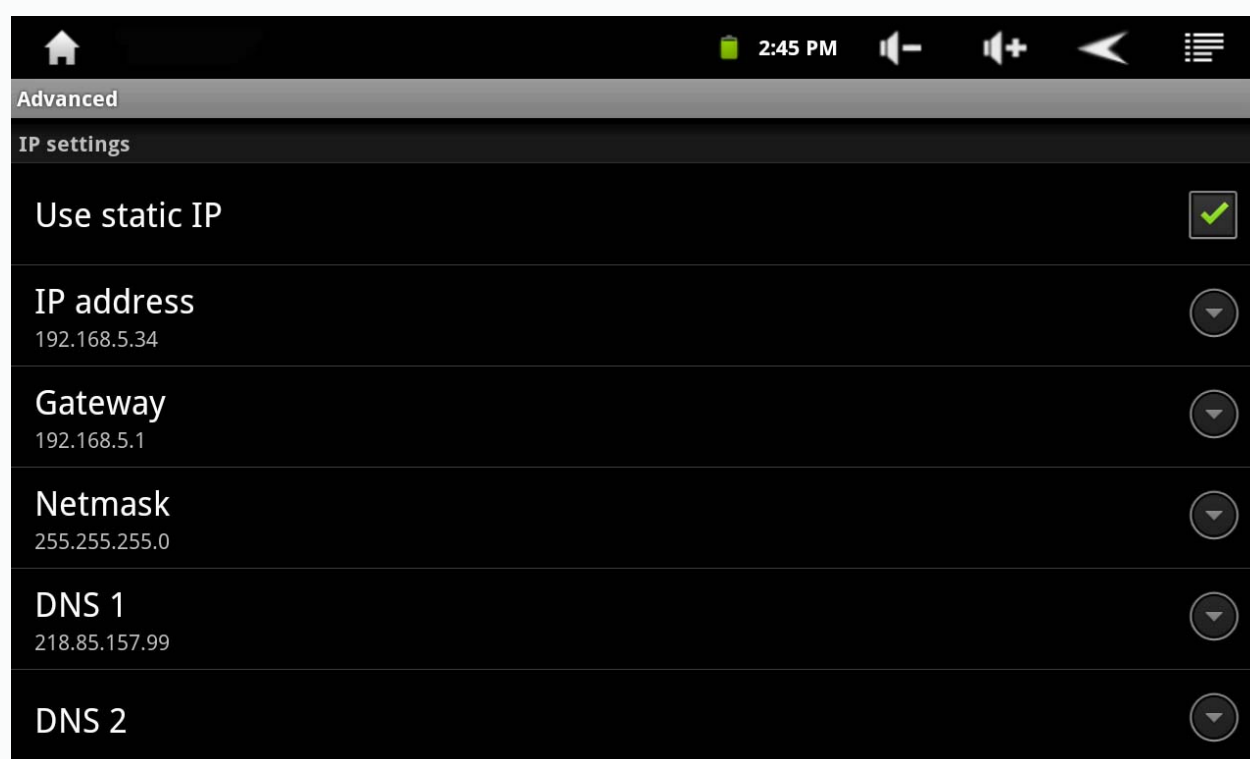 2:45 PM
Advanced
IP settings
Use static IP
IP address
192.168.5.34
Gateway
192.168.5.1
Netmask
255.255.255.0
DNS 1
218.85.157.99
DNS 2